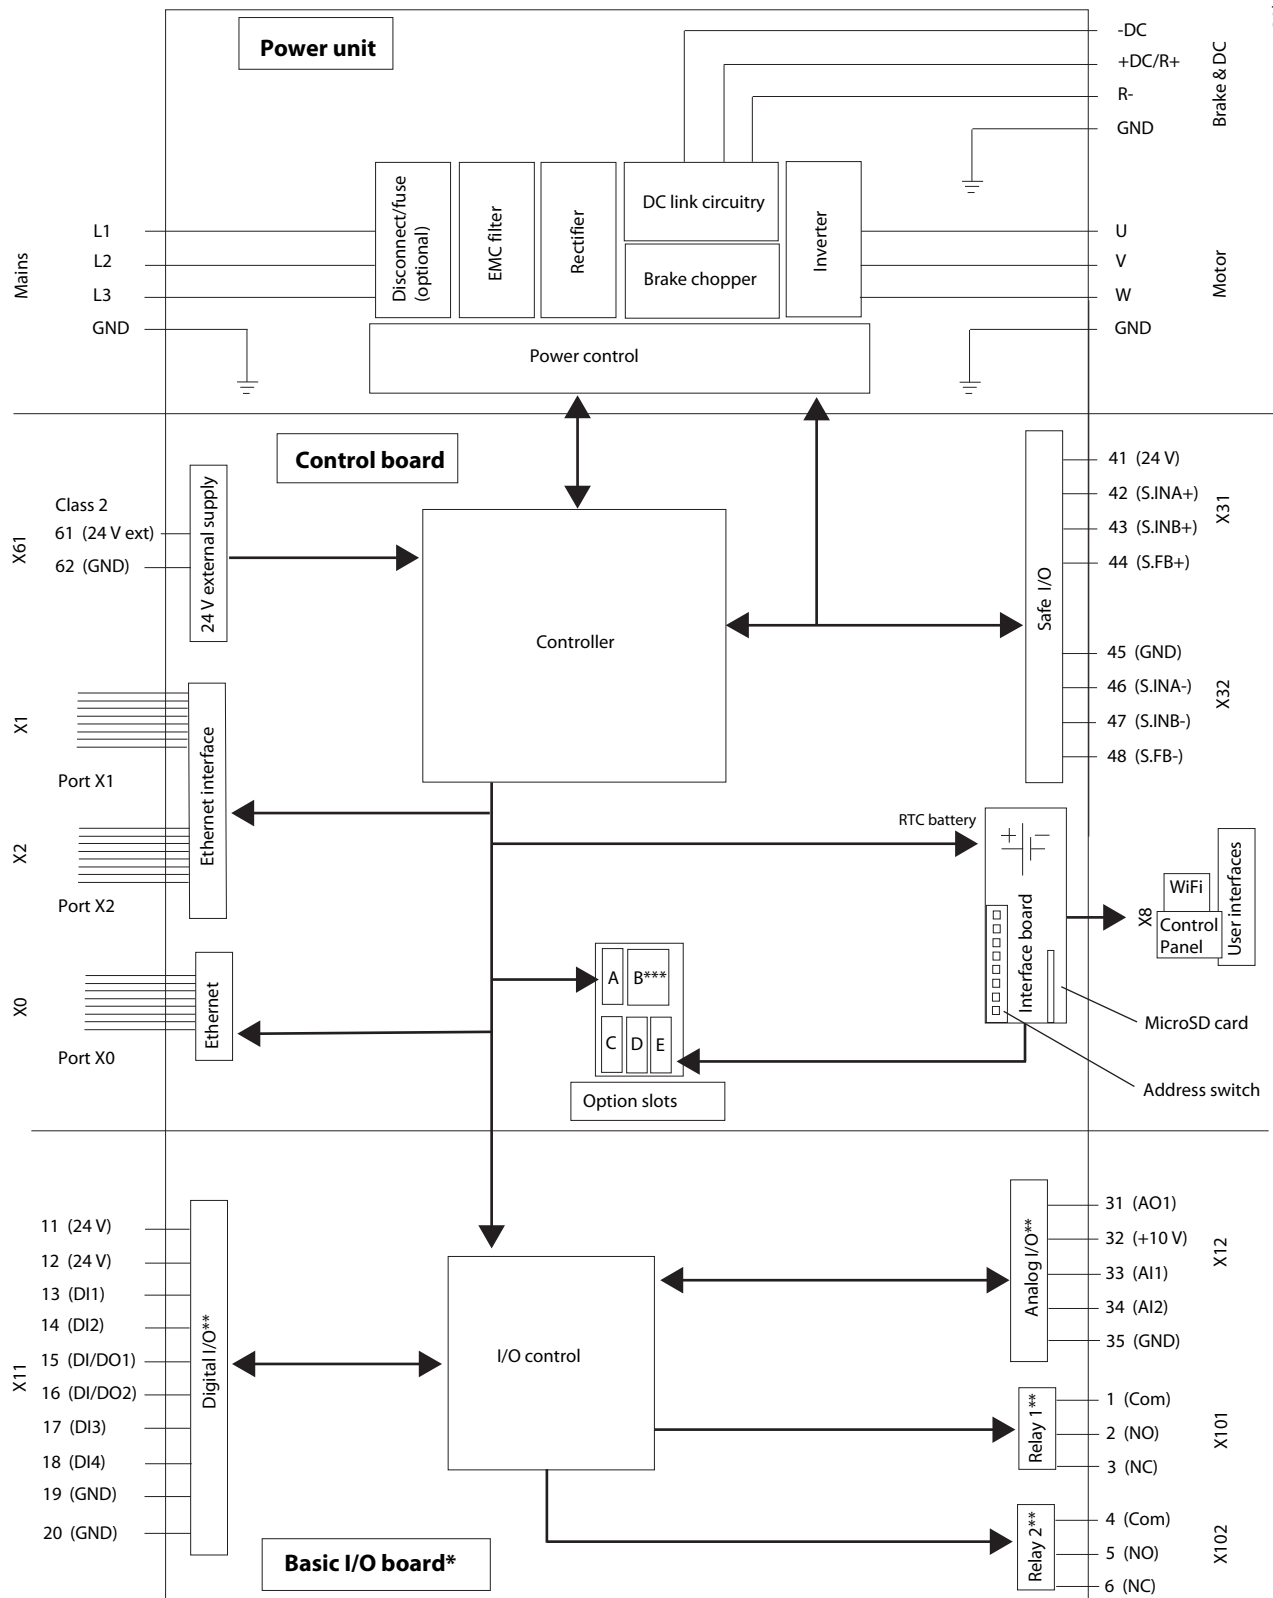 Power unit
-DC
+DC/R+
R-
GND
Brake & DC
Mains
L1
L2
L3
GND
Disconnect/fuse
(optional)
EMC filter
Rectifier
DC link circuitry
Brake chopper
Inverter
U
V
W
GND
Motor
Power control
Control board
X61
Class 2
61 (24 V ext)
62 (GND)
24 V external supply
Controller
Safe I/O
41 (24 V)
42 (S.INA+)
43 (S.INB+)
44 (S.FB+)
X31
45 (GND)
46 (S.INA-)
47 (S.INB-)
48 (S.FB-)
X32
X1
Port X1
Ethernet interface
X2
Port X2
RTC battery
+
−
Interface board
X8
WiFi
Control
Panel
User interfaces
X0
Port X0
Ethernet
A
B***
C
D
E
Option slots
MicroSD card
Address switch
X11
11 (24 V)
12 (24 V)
13 (DI1)
14 (DI2)
15 (DI/DO1)
16 (DI/DO2)
17 (DI3)
18 (DI4)
19 (GND)
20 (GND)
Digital I/O**
I/O control
Analog I/O**
31 (AO1)
32 (+10 V)
33 (AI1)
34 (AI2)
35 (GND)
X12
Relay 1**
1 (Com)
2 (NO)
3 (NC)
X101
Relay 2**
4 (Com)
5 (NO)
6 (NC)
X102
Basic I/O board*